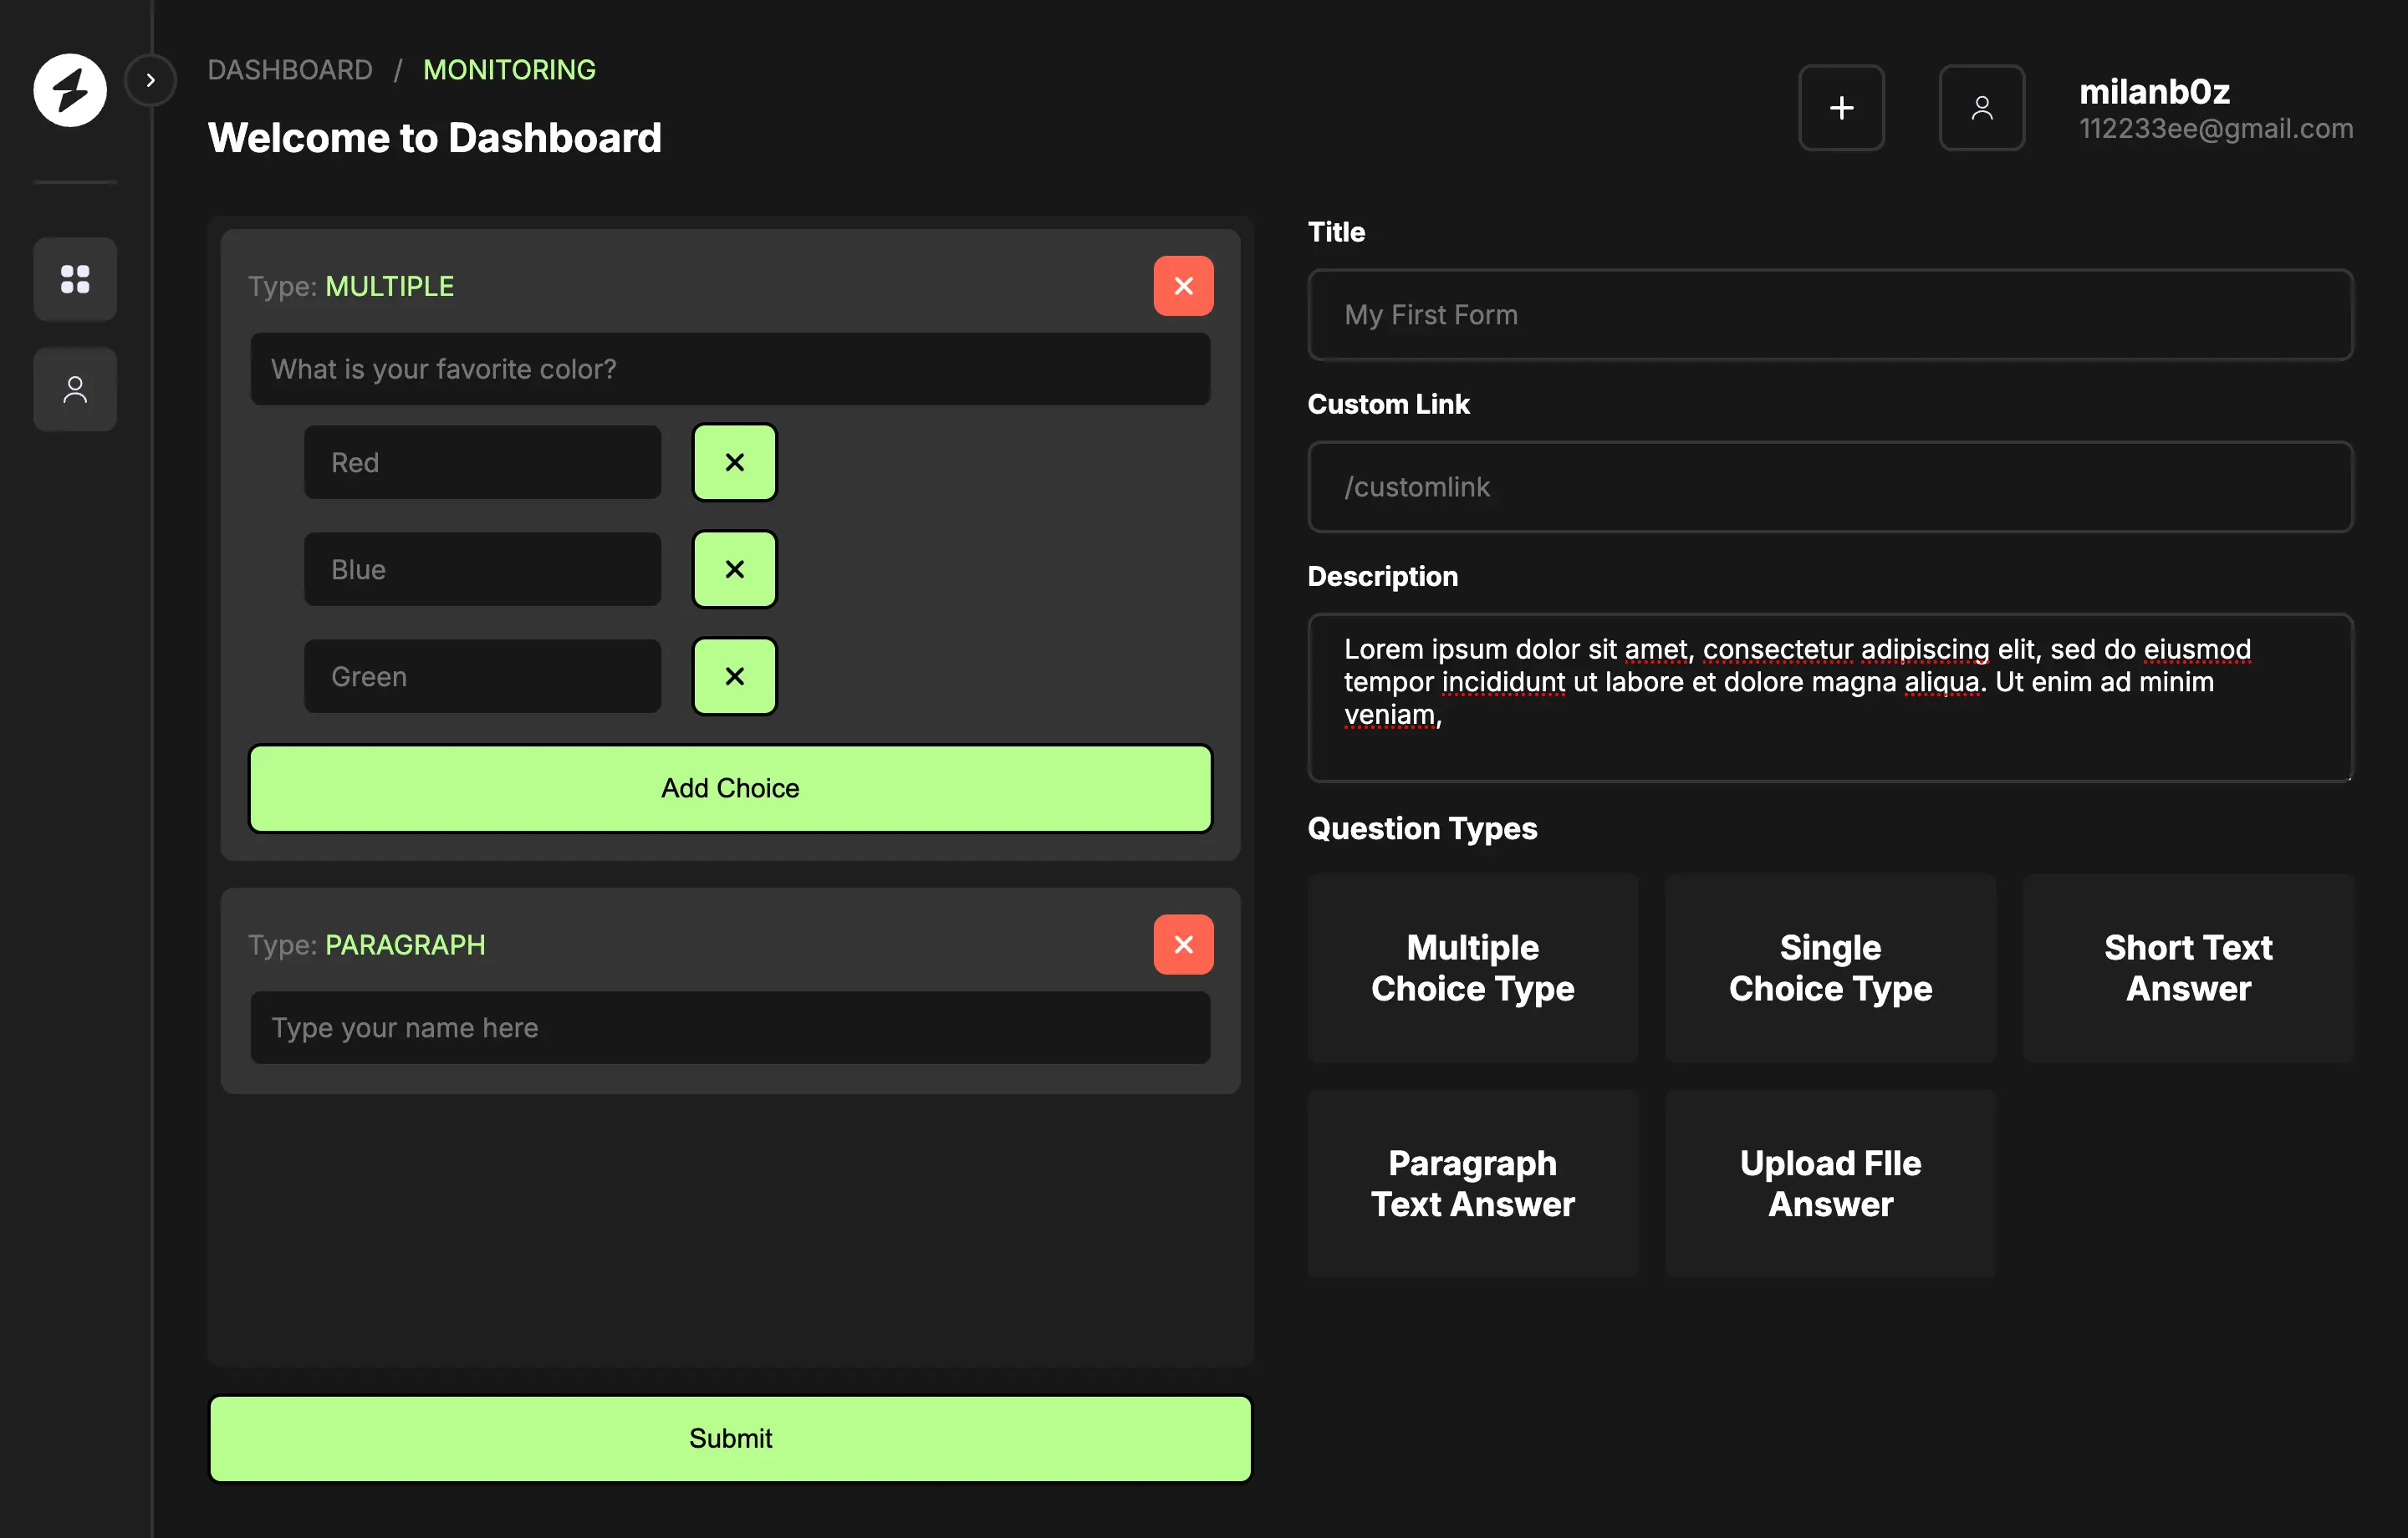 DASHBOARD / MONITORING
Welcome to Dashboard
milanb0z
112233ee@gmail.com
Type: MULTIPLE
What is your favorite color?
Red
Blue
Green
Add Choice
Type: PARAGRAPH
Type your name here
Submit
Title
My First Form
Custom Link
/customlink
Description
Lorem ipsum dolor sit amet, consectetur adipiscing elit, sed do eiusmod
tempor incididunt ut labore et dolore magna aliqua. Ut enim ad minim
veniam,
Question Types
Multiple
Choice Type
Single
Choice Type
Short Text
Answer
Paragraph
Text Answer
Upload FIle
Answer